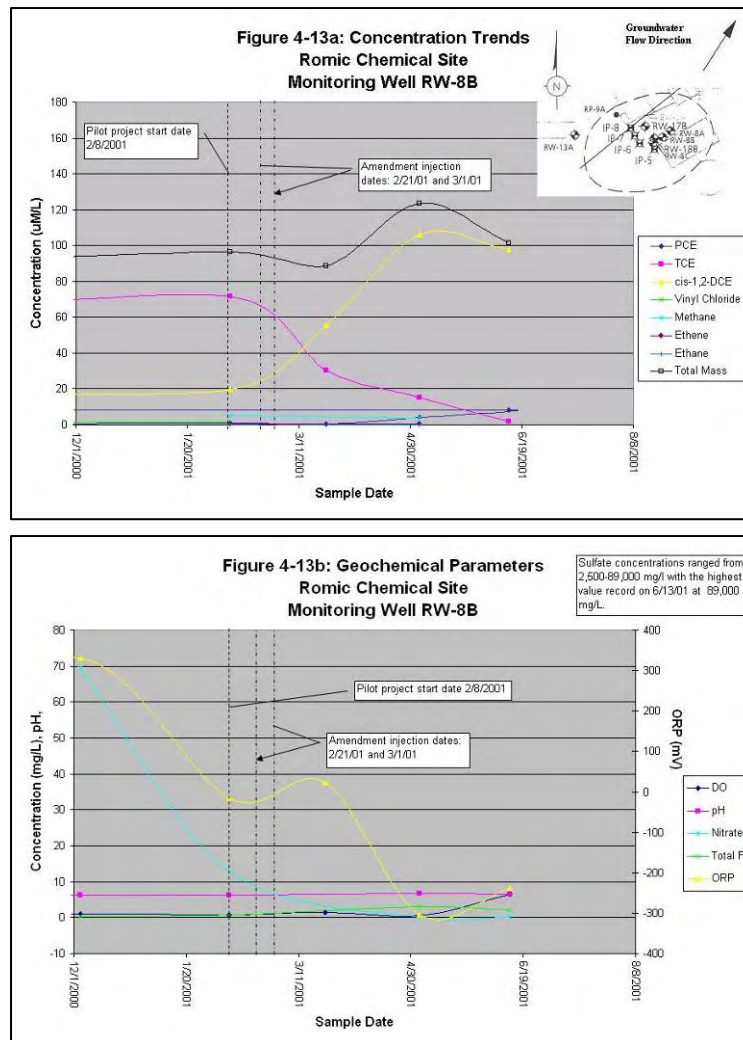 Figure 4-13a: Concentration Trends
Romic Chemical Site
Monitoring Well RW-8B
Groundwater
Flow Direction
N
RP-9A
RW-13A
IP-8
IP-7
IP-6
IP-5
RW-17B
RW-8A
RW-8B
RW-18B
RW-8C
Pilot project start date
2/8/2001
Amendment injection
dates: 2/21/01 and 3/1/01
Concentration (uM/L)
180
160
140
120
100
80
60
40
20
0
12/1/2000
1/20/2001
3/11/2001
4/30/2001
6/19/2001
8/8/2001
Sample Date
PCE
TCE
cis-1,2-DCE
Vinyl Chloride
Methane
Ethene
Ethane
Total Mass
Figure 4-13b: Geochemical Parameters
Romic Chemical Site
Monitoring Well RW-8B
Sulfate concentrations ranged from
2,500-89,000 mg/l with the highest
value record on 6/13/01 at 89,000
mg/L.
Pilot project start date 2/8/2001
Amendment injection dates:
2/21/01 and 3/1/01
Concentration (mg/L), pH,
80
70
60
50
40
30
20
10
0
-10
ORP (mV)
400
300
200
100
0
-100
-200
-300
-400
12/1/2000
1/20/2001
3/11/2001
4/30/2001
6/19/2001
8/8/2001
Sample Date
DO
pH
Nitrate
Total F
ORP